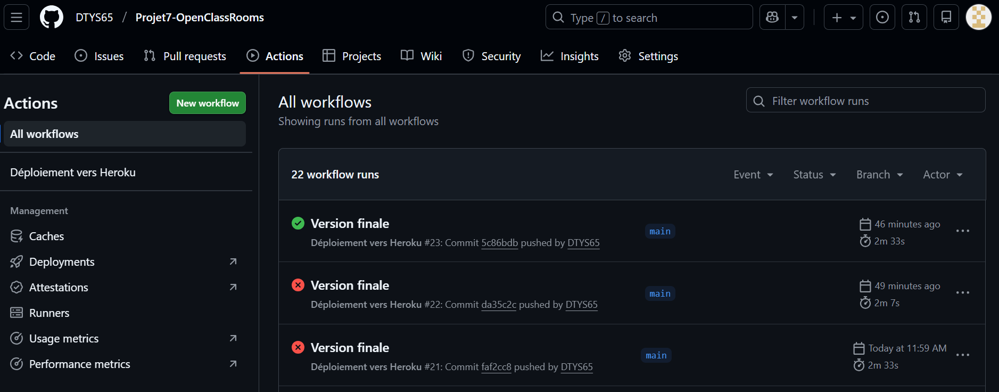 DTYS65 / Projet7-OpenClassRooms
Type / to search
Code
Issues
Pull requests
Actions
Projects
Wiki
Security
Insights
Settings
Actions
New workflow
All workflows
Déploiement vers Heroku
Management
Caches
Deployments
Attestations
Runners
Usage metrics
Performance metrics
All workflows
Showing runs from all workflows
Filter workflow runs
22 workflow runs
Event
Status
Branch
Actor
Version finale
Déploiement vers Heroku #23: Commit 5c86bdb pushed by DTYS65
main
46 minutes ago
2m 33s
Version finale
Déploiement vers Heroku #22: Commit da35c2c pushed by DTYS65
main
49 minutes ago
2m 7s
Version finale
Déploiement vers Heroku #21: Commit faf2cc8 pushed by DTYS65
main
Today at 11:59 AM
2m 33s